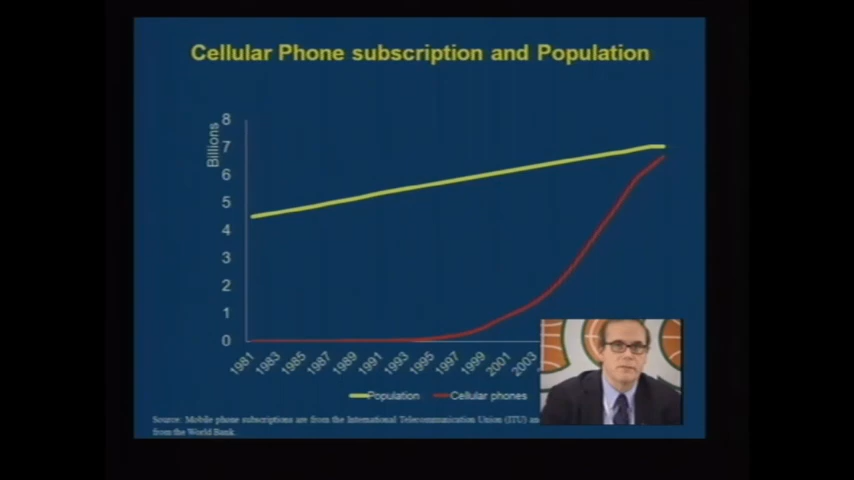 Cellular Phone subscription and Population
Billions
8
7
6
5
4
3
2
1
0
1981 1983 1985 1987 1989 1991 1993 1995 1997 1999 2001 2003
Population Cellular phones
Source: Mobile phone subscriptions are from the International Telecommunication Union (ITU) and
from the World Bank.